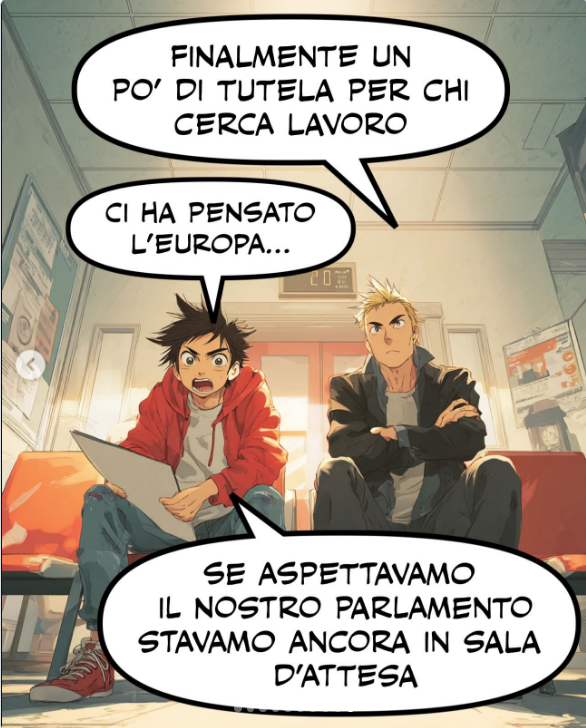 FINALMENTE UN
PO' DI TUTELA PER CHI
CERCA LAVORO
CI HA PENSATO
L'EUROPA...
SE ASPETTAVAMO
IL NOSTRO PARLAMENTO
STAVAMO ANCORA IN SALA
D'ATTESA